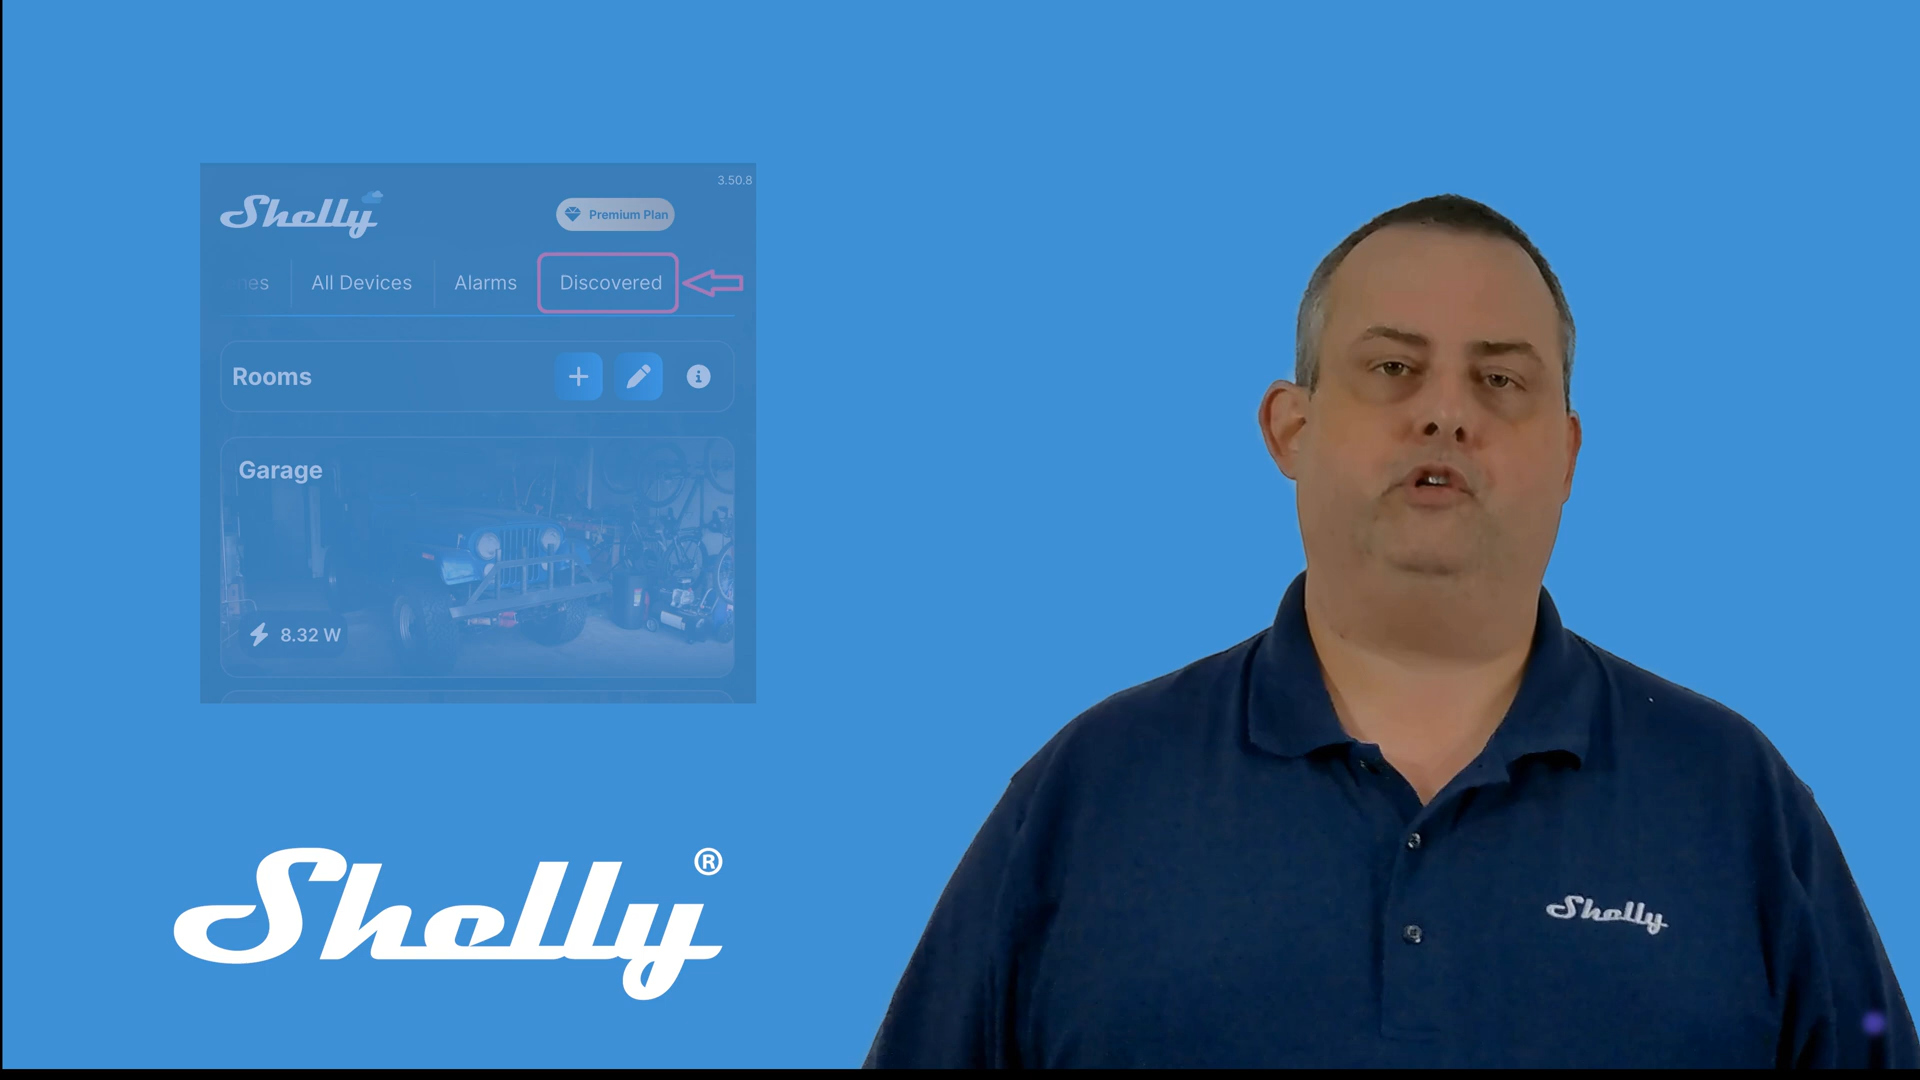 3.50.8
Shelly
Premium Plan
All Devices
Alarms
Discovered
Rooms
Garage
8.32 W
Shelly®
Shelly